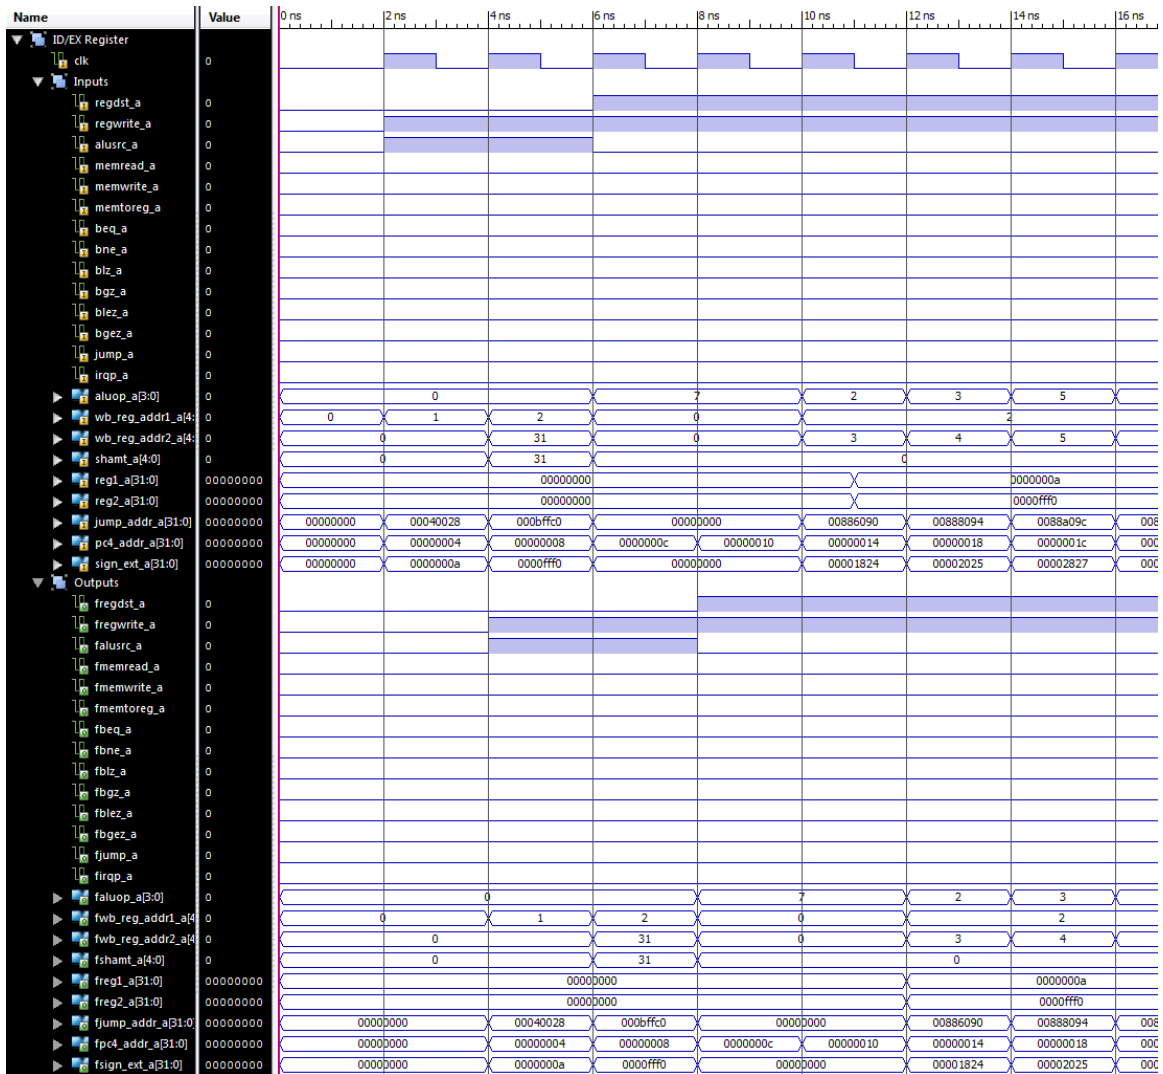 Name Value 0 ns 2 ns 4 ns 6 ns 8 ns 10 ns 12 ns 14 ns 16 ns
ID/EX Register
clk 0
Inputs
regdst_a 0
regwrite_a 0
alusrc_a 0
memread_a 0
memwrite_a 0
memtoreg_a 0
beq_a 0
bne_a 0
blz_a 0
bgz_a 0
blez_a 0
bgez_a 0
jump_a 0
irqp_a 0
aluop_a[3:0] 0 0 7 2 3 5
wb_reg_addr1_a[4: 0 0 1 2 0 2
wb_reg_addr2_a[4: 0 0 31 0 3 4 5
shamt_a[4:0] 0 0 31 0
reg1_a[31:0] 00000000 00000000 0000000a
reg2_a[31:0] 00000000 00000000 0000fff0
jump_addr_a[31:0] 00000000 00000000 00040028 000bffc0 00000000 00886090 00888094 0088a09c 008
pc4_addr_a[31:0] 00000000 00000000 00000004 00000008 0000000c 00000010 00000014 00000018 0000001c 000
sign_ext_a[31:0] 00000000 00000000 0000000a 0000fff0 00000000 00001824 00002025 00002827 000
Outputs
fregdst_a 0
fregwrite_a 0
falusrc_a 0
fmemread_a 0
fmemwrite_a 0
fmemtoreg_a 0
fbeq_a 0
fbne_a 0
fblz_a 0
fbgz_a 0
fblez_a 0
fbgez_a 0
fjump_a 0
firqp_a 0
faluop_a[3:0] 0 0 7 2 3
fwb_reg_addr1_a[4 0 0 1 2 0 2
fwb_reg_addr2_a[4 0 0 31 0 3 4
fshamt_a[4:0] 0 0 31 0
freg1_a[31:0] 00000000 00000000 0000000a
freg2_a[31:0] 00000000 00000000 0000fff0
fjump_addr_a[31:0] 00000000 00000000 00040028 000bffc0 00000000 00886090 00888094 008
fpc4_addr_a[31:0] 00000000 00000000 00000004 00000008 0000000c 00000010 00000014 00000018 000
fsign_ext_a[31:0] 00000000 00000000 0000000a 0000fff0 00000000 00001824 00002025 000